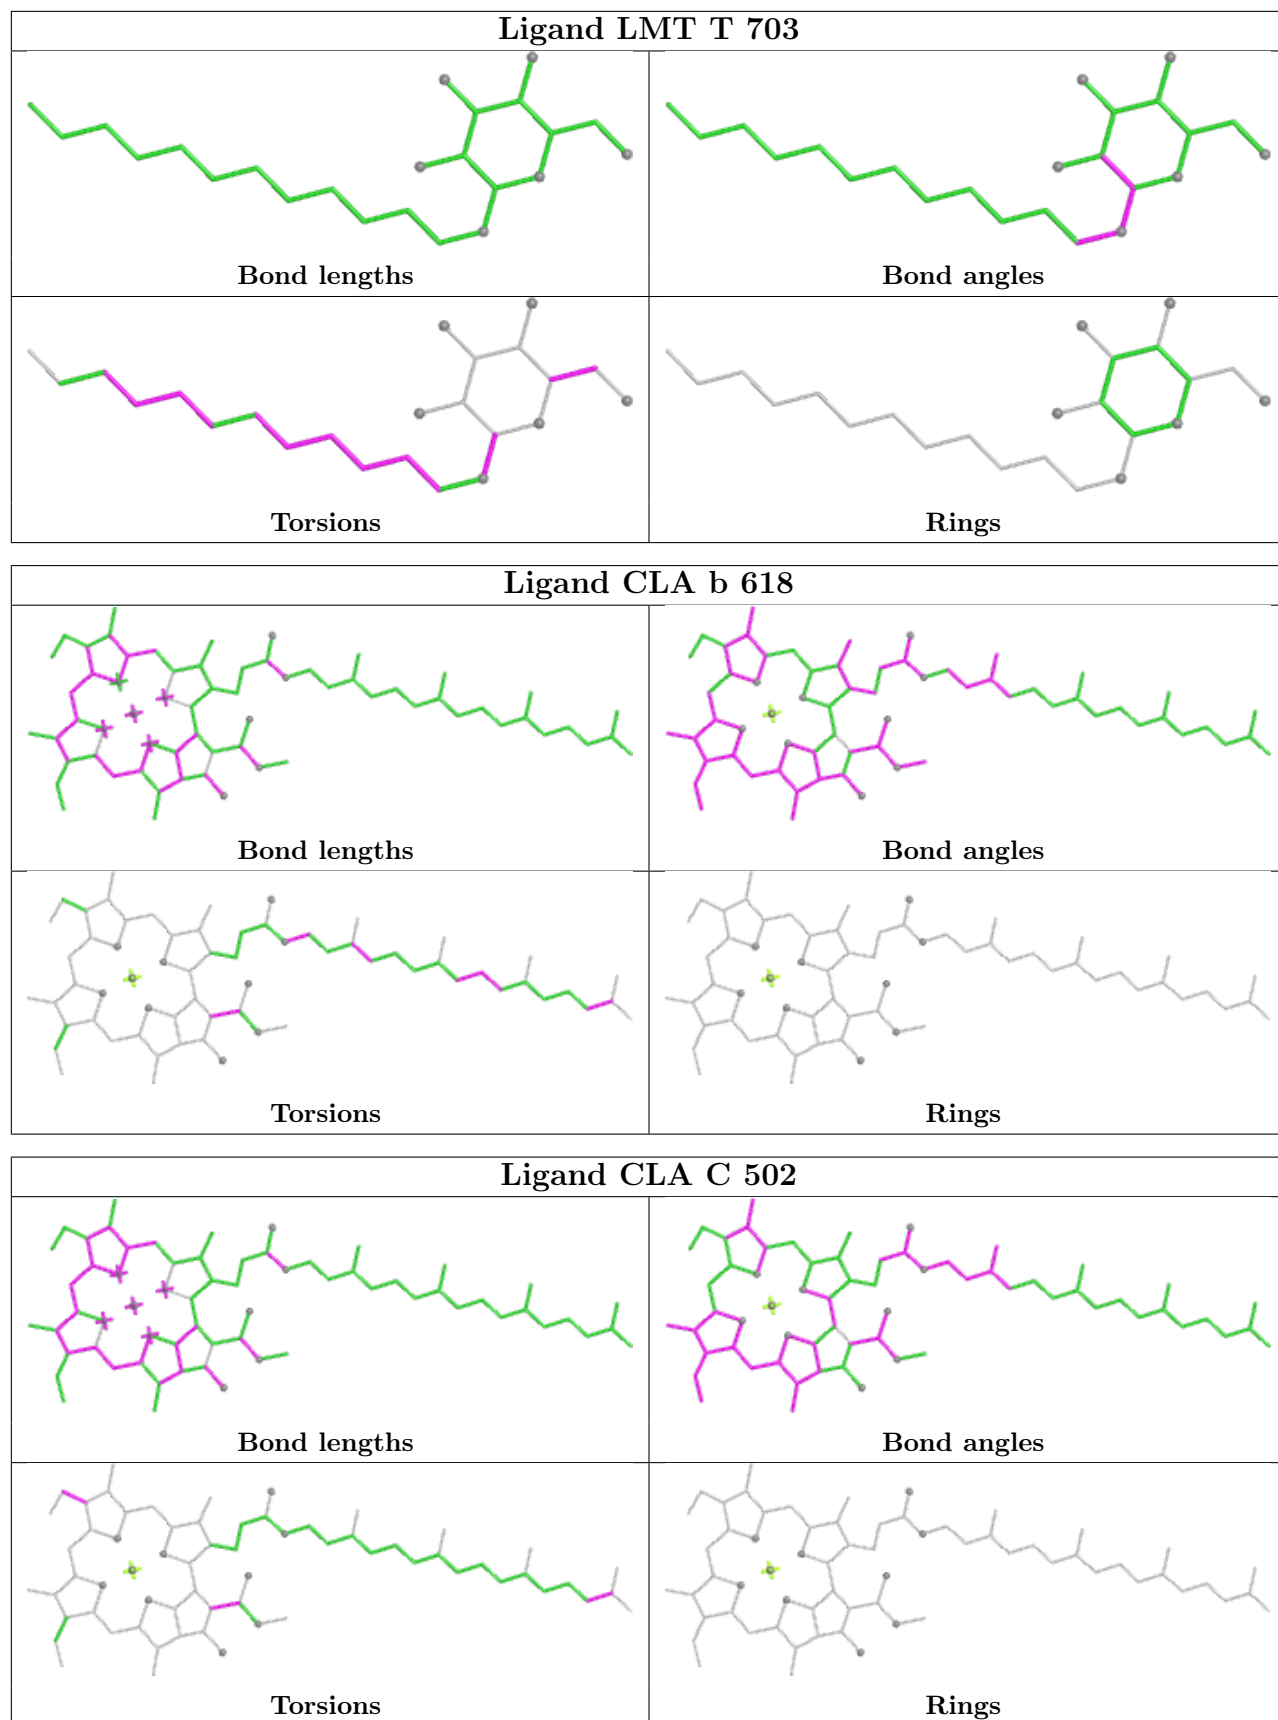 Ligand LMT T 703
Bond lengths
Bond angles
Torsions
Rings
Ligand CLA b 618
Bond lengths
Bond angles
Torsions
Rings
Ligand CLA C 502
Bond lengths
Bond angles
Torsions
Rings